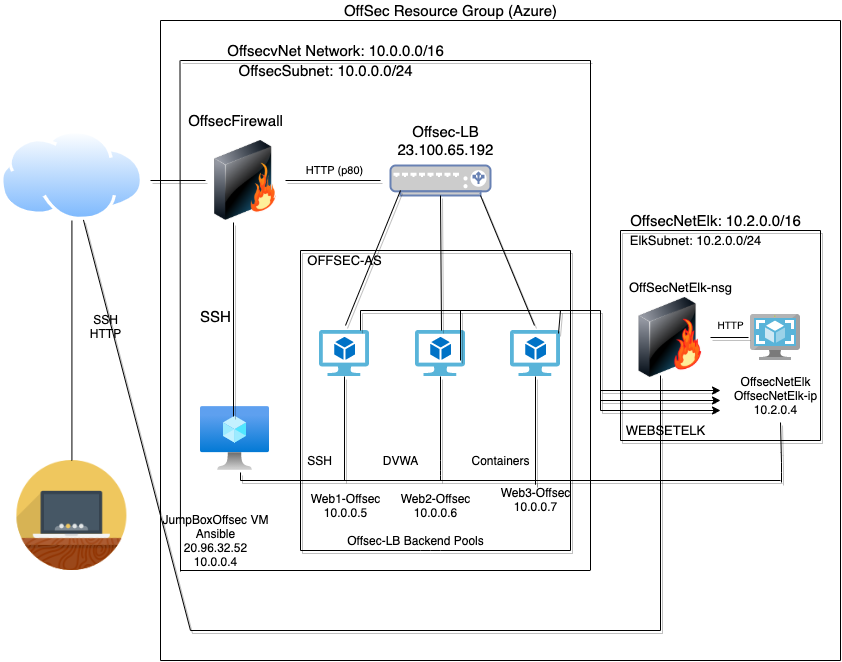 OffSec Resource Group (Azure)
OffsecvNet Network: 10.0.0.0/16
OffsecSubnet: 10.0.0.0/24
OffsecFirewall
Offsec-LB
23.100.65.192
HTTP (p80)
OffsecNetElk: 10.2.0.0/16
ElkSubnet: 10.2.0.0/24
OFFSEC-AS
OffSecNetElk-nsg
SSH
HTTP
SSH
HTTP
OffsecNetElk
OffsecNetElk-ip
10.2.0.4
WEBSETELK
SSH
DVWA
Containers
Web1-Offsec
10.0.0.5
Web2-Offsec
10.0.0.6
Web3-Offsec
10.0.0.7
JumpBoxOffsec VM
Ansible
20.96.32.52
10.0.0.4
Offsec-LB Backend Pools